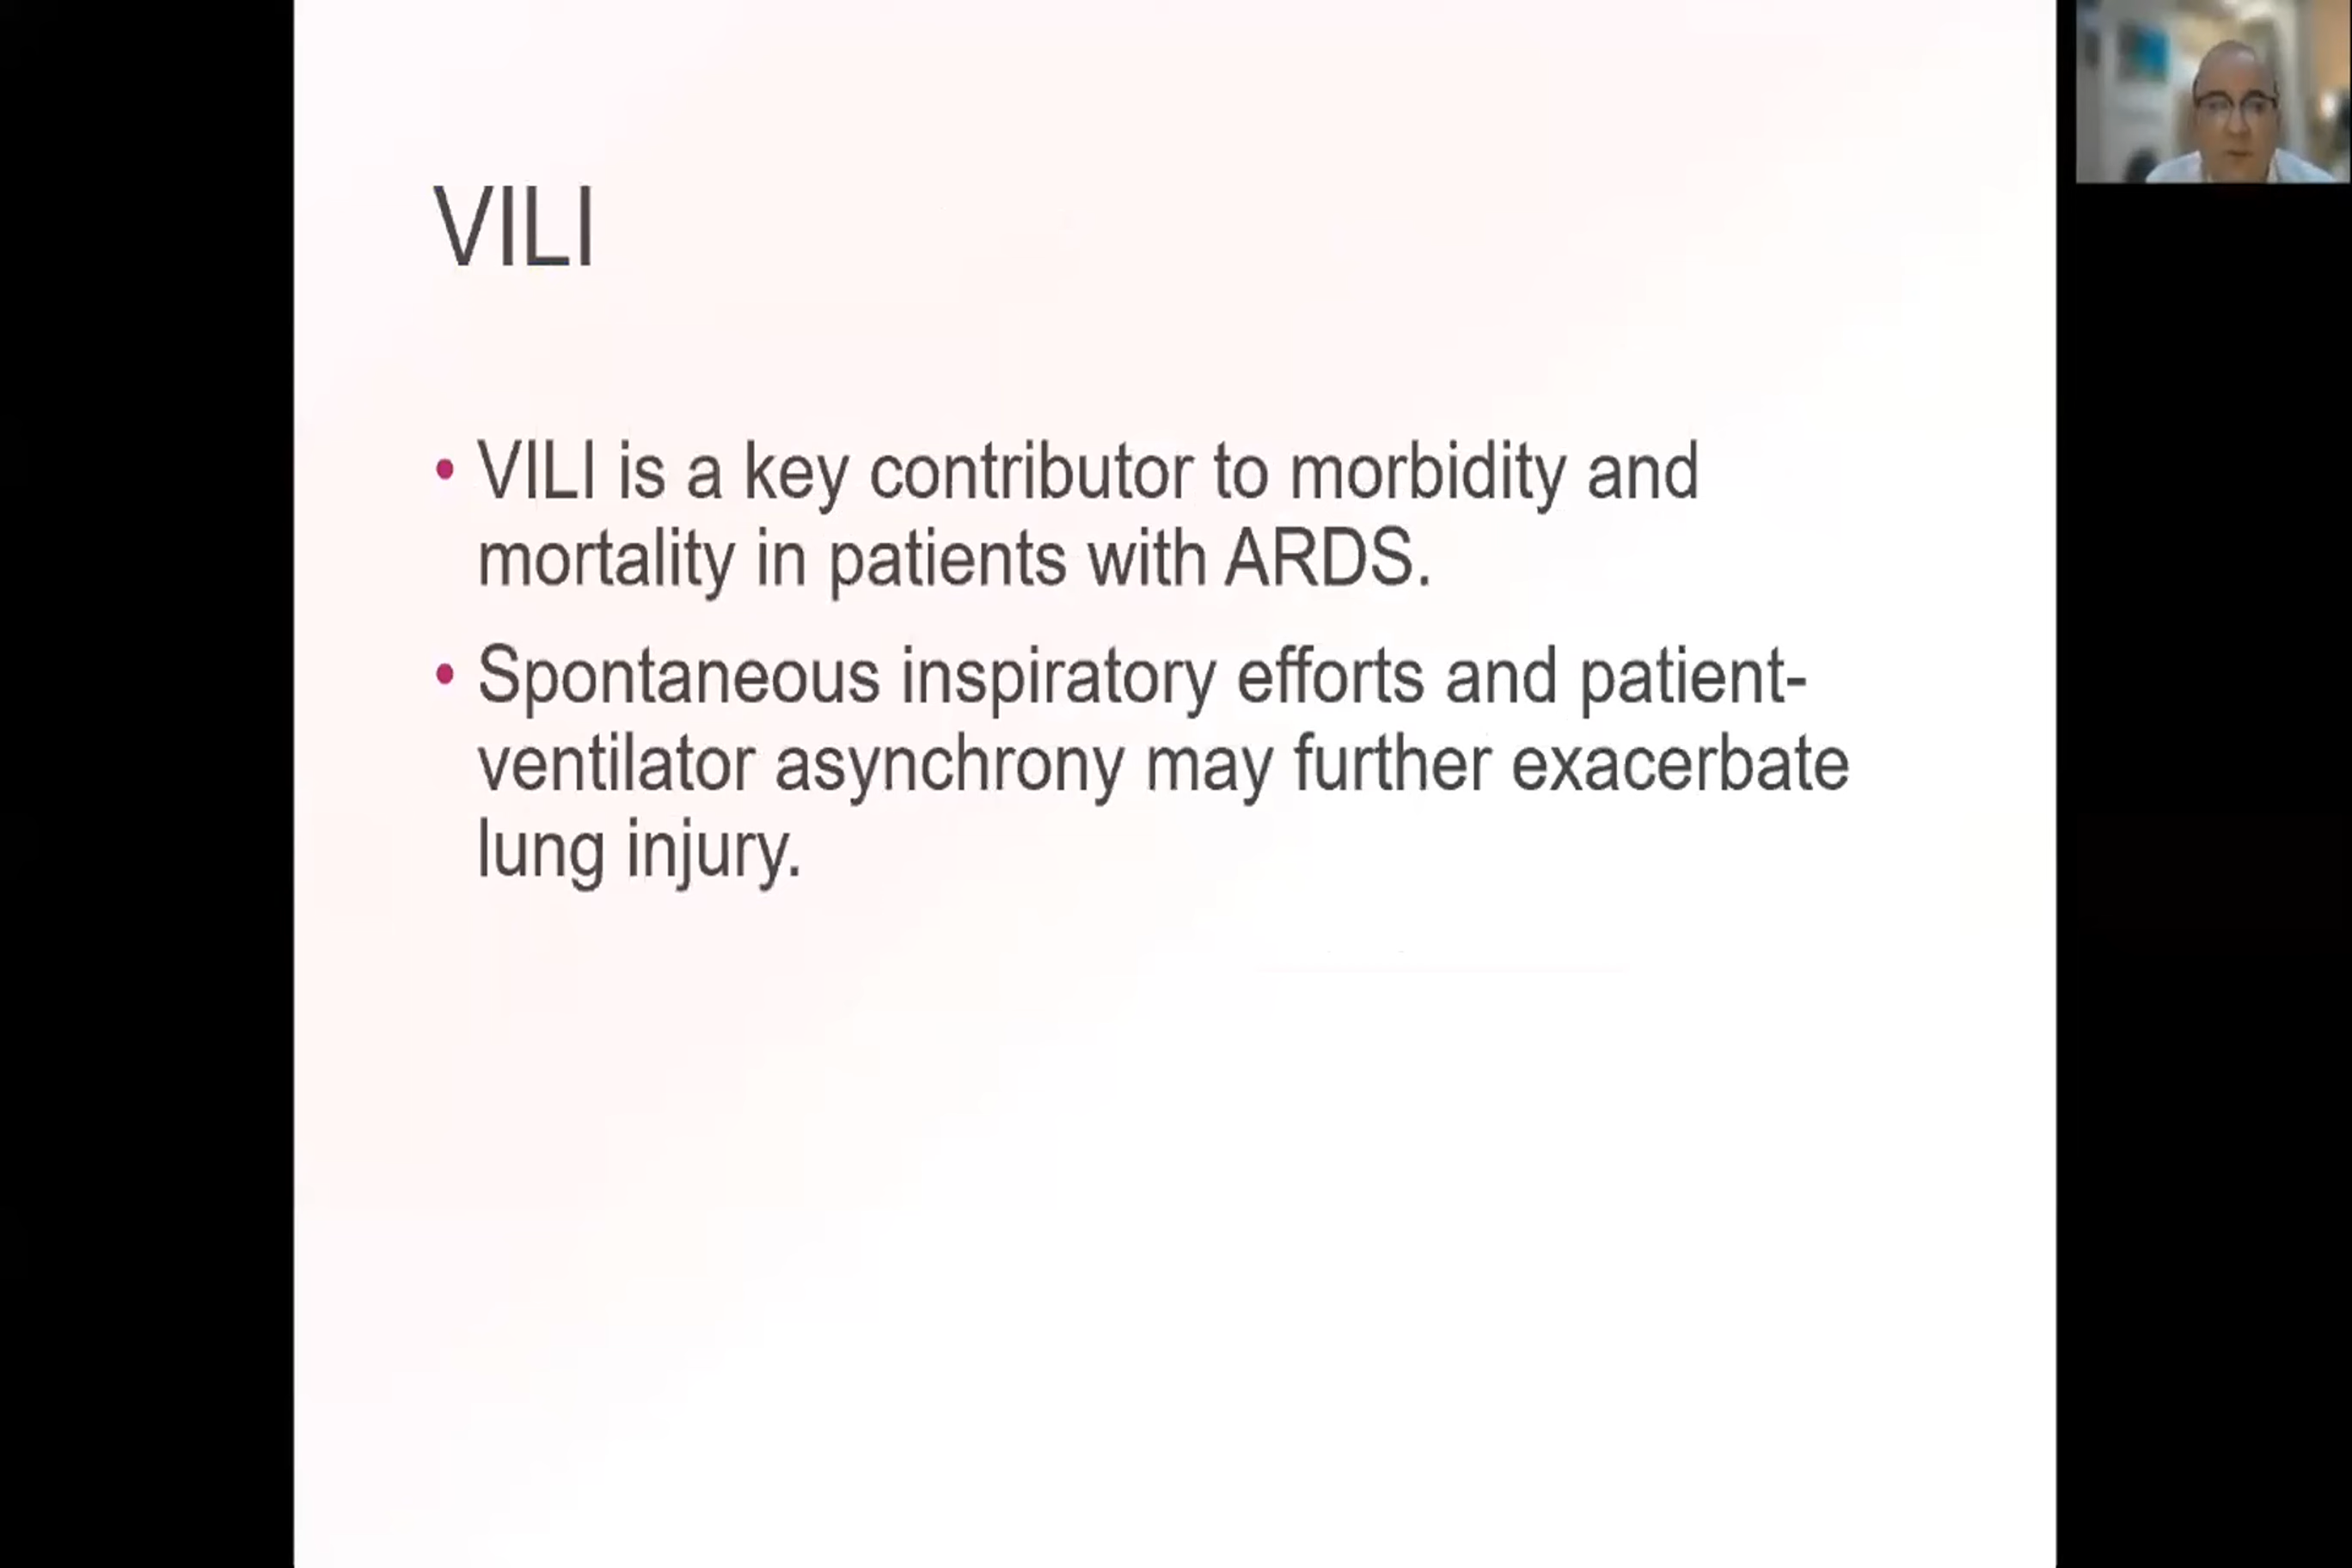 VILI
• VILI is a key contributor to morbidity and
mortality in patients with ARDS.
• Spontaneous inspiratory efforts and patient-
ventilator asynchrony may further exacerbate
lung injury.